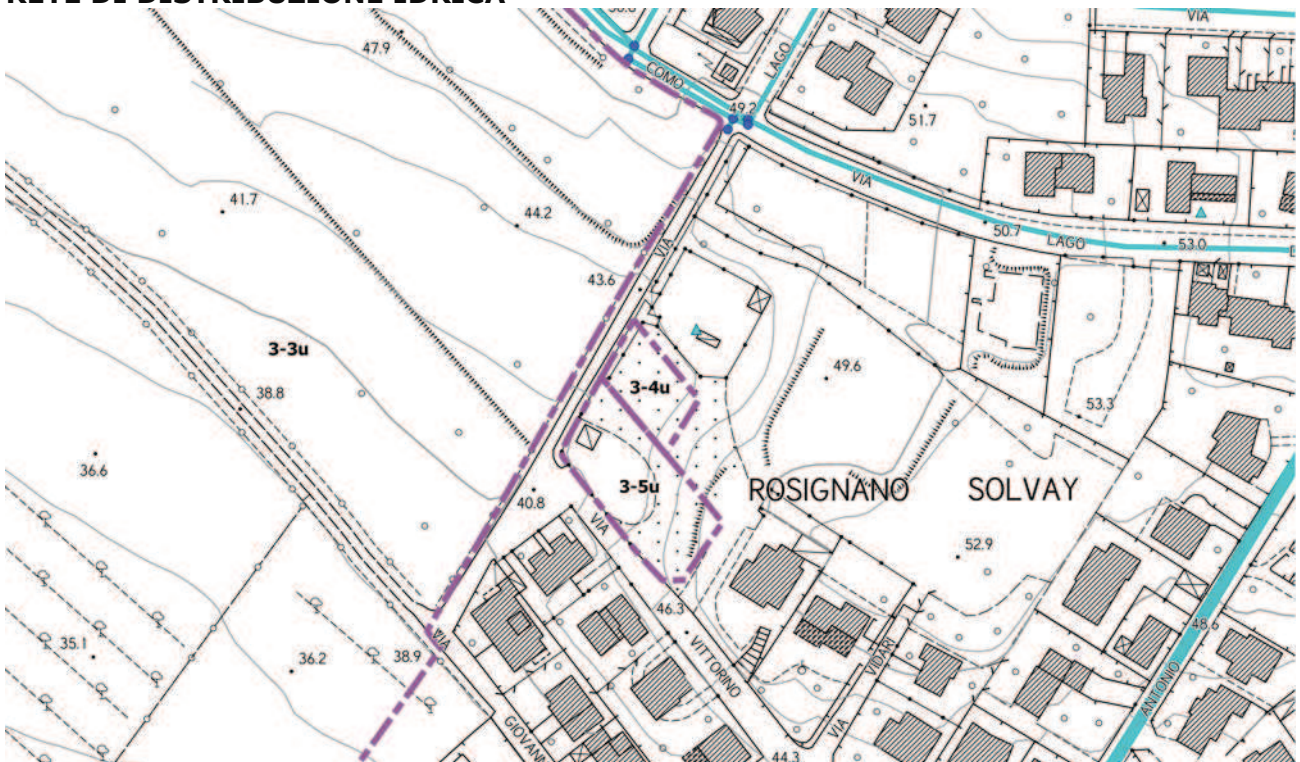 RETE DI DISTRIBUZIONE IDRICA
VIA
47.9
COMO
LAGO
49.2
51.7
41.7
44.2
VIA
VIA
50.7
LAGO
53.0
43.6
3-3u
38.8
3-4u
49.6
53.3
36.6
3-5u
ROSIGNANO SOLVAY
40.8
VIA
52.9
46.3
48.6
35.1
36.2
38.9
VIA
VITTORINO
VIDARI
ANTONIO
VIA
44.3